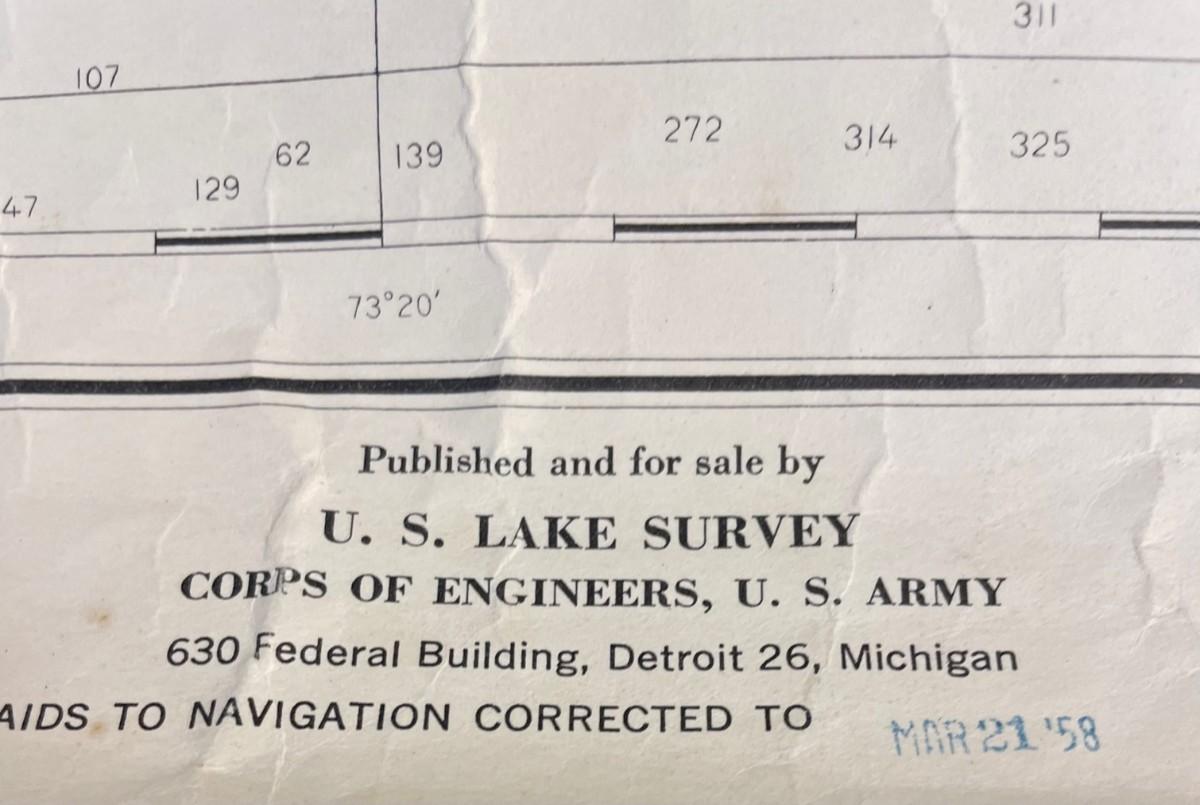 311
107
272 314 325
62 139
129
47
73°20′
Published and for sale by
U. S. LAKE SURVEY
CORPS OF ENGINEERS, U. S. ARMY
630 Federal Building, Detroit 26, Michigan
AIDS TO NAVIGATION CORRECTED TO MAR 21 '58